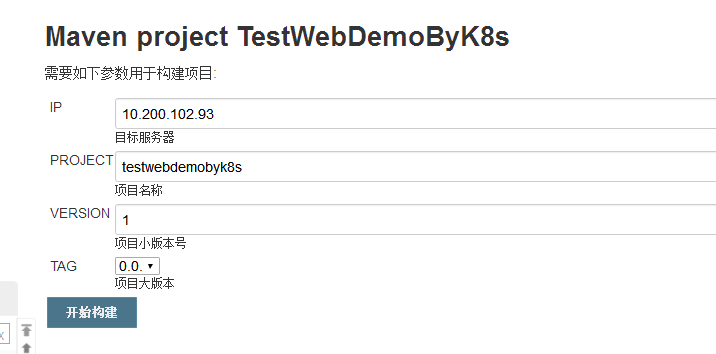 Maven project TestWebDemoByK8s
需要如下参数用于构建项目:
IP
10.200.102.93
目标服务器
PROJECT
testwebdemobyk8s
项目名称
VERSION
1
项目小版本号
TAG
0.0.
项目大版本
开始构建